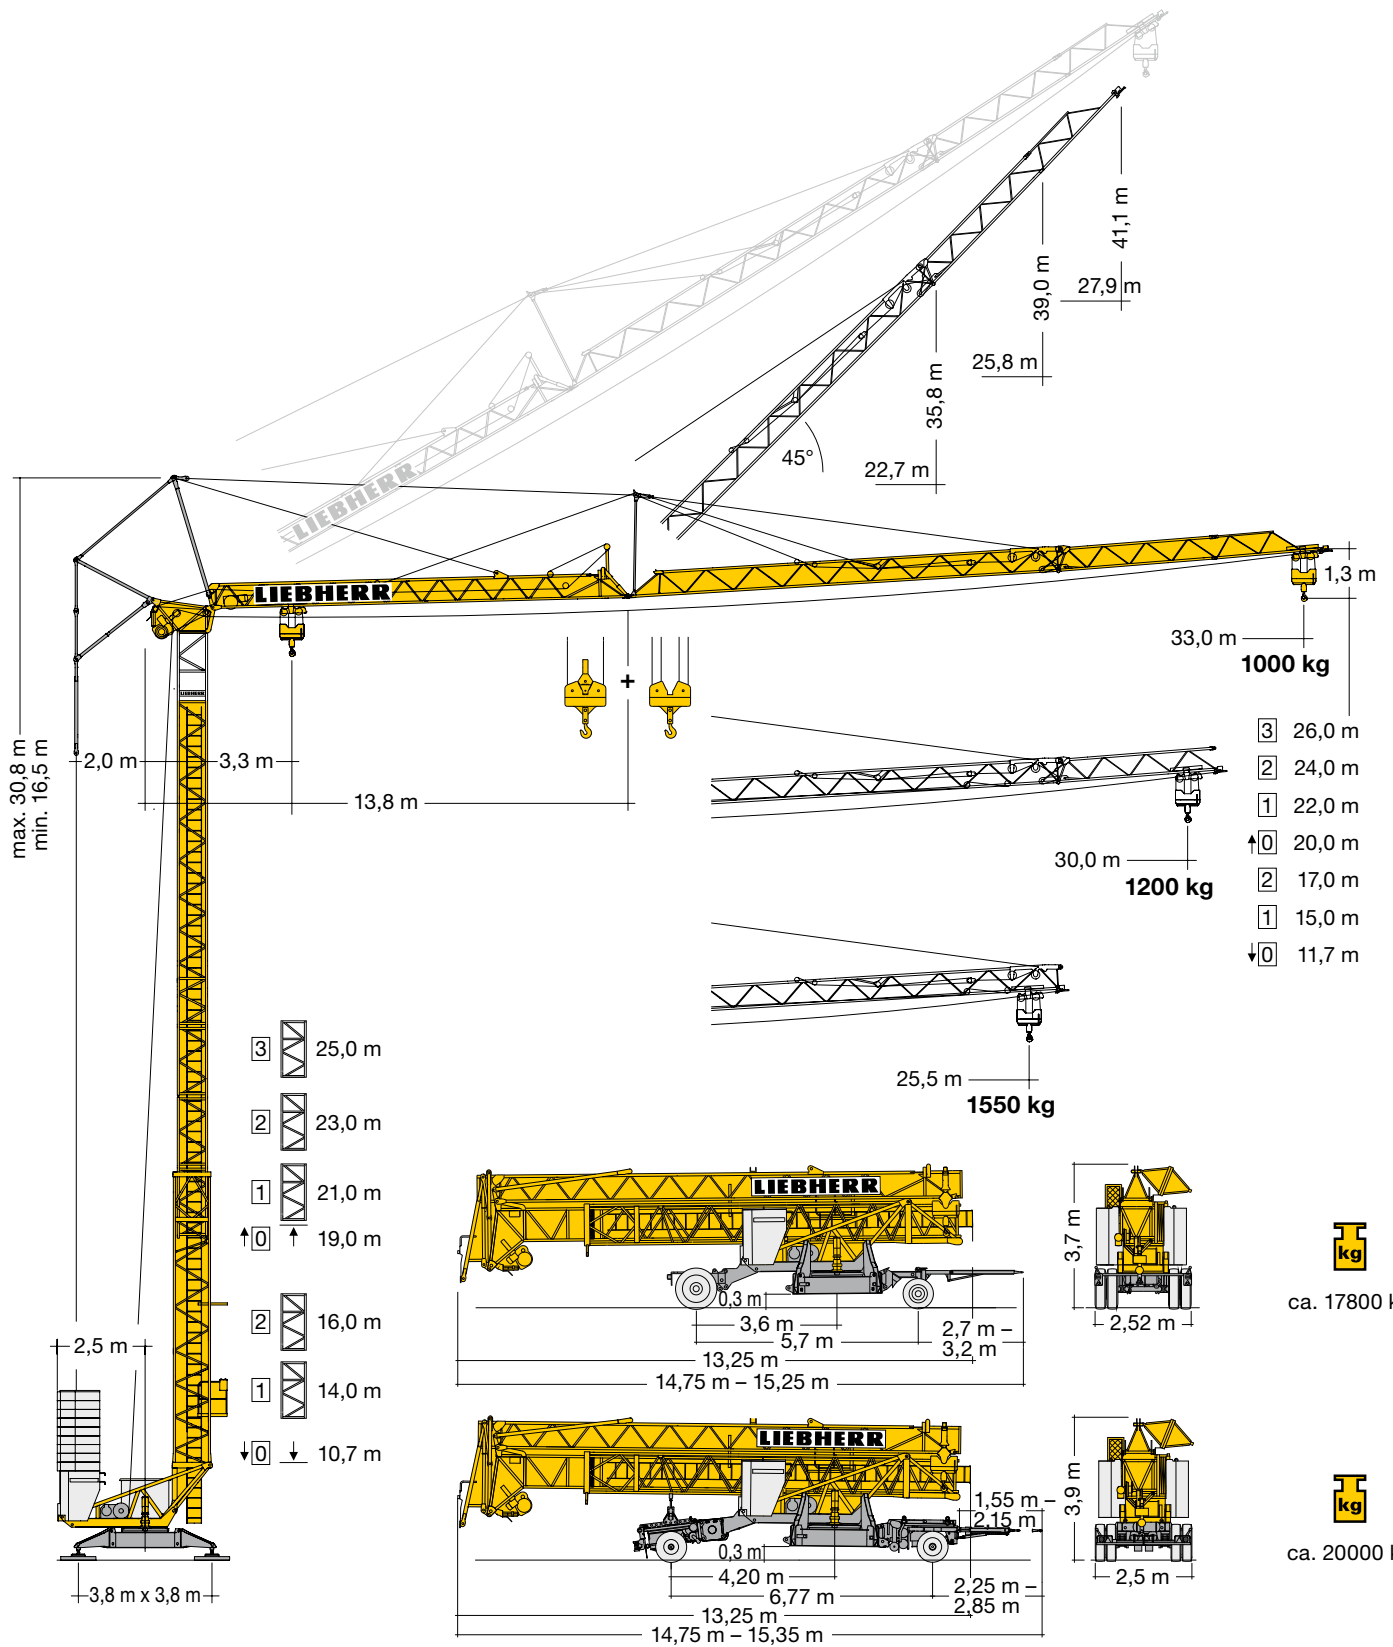 41,1 m
27,9 m
39,0 m
25,8 m
35,8 m
22,7 m
45°
LIEBHERR
LIEBHERR
1,3 m
33,0 m
1000 kg
+
LIEBHERR
max. 30,8 m
min. 16,5 m
2,0 m
3,3 m
13,8 m
3 26,0 m
2 24,0 m
1 22,0 m
↑ 0 20,0 m
2 17,0 m
1 15,0 m
↓ 0 11,7 m
30,0 m
1200 kg
25,5 m
1550 kg
3 25,0 m
2 23,0 m
1 21,0 m
↑ 0 ↑ 19,0 m
2 16,0 m
1 14,0 m
↓ 0 ↓ 10,7 m
2,5 m
3,8 m x 3,8 m
LIEBHERR
0,3 m
3,6 m
5,7 m
2,7 m –
3,2 m
13,25 m
14,75 m – 15,25 m
3,7 m
2,52 m
kg
ca. 17800 k
LIEBHERR
1,55 m –
2,15 m
0,3 m
4,20 m
6,77 m
2,25 m –
2,85 m
13,25 m
14,75 m – 15,35 m
3,9 m
2,5 m
kg
ca. 20000